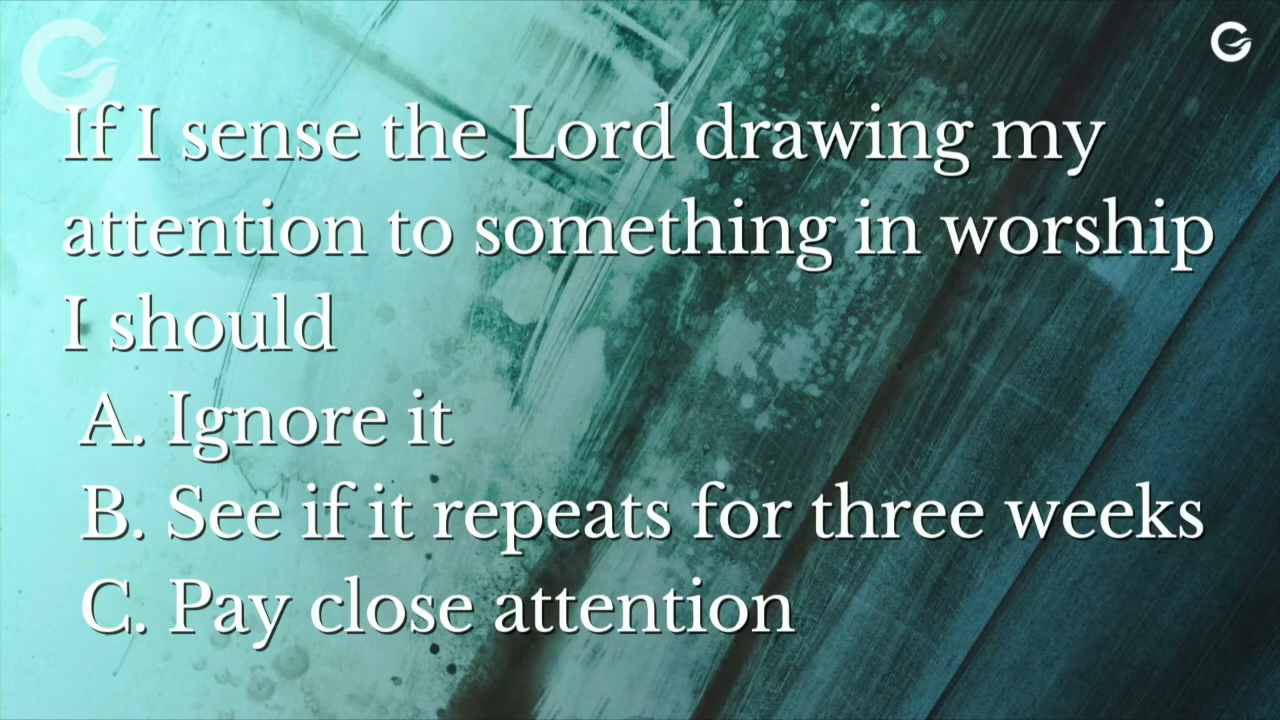 If I sense the Lord drawing my
attention to something in worship
I should
A. Ignore it
B. See if it repeats for three weeks
C. Pay close attention